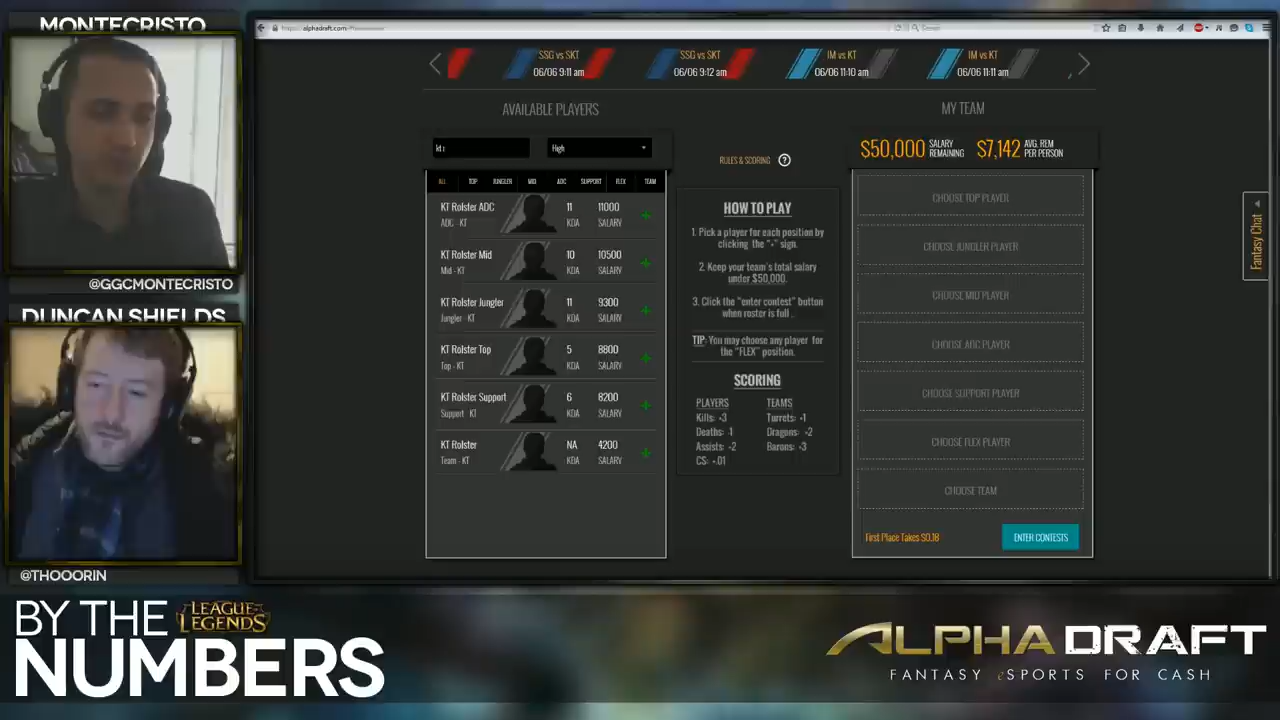 MONTECRISTO
@GGCMONTECRISTO
DUNCAN SHIELDS
@THOOORIN
SSG vs SKT
06/06 9:11 am
SSG vs SKT
06/06 9:12 am
IM vs KT
06/06 11:10 am
IM vs KT
06/06 11:11 am
AVAILABLE PLAYERS
High
ALL TOP JUNGLER MID ADC SUPPORT FLEX TEAM
KT Rolster ADC 11 11000
ADC - KT KDA SALARY
KT Rolster Mid 10 10500
Mid - KT KDA SALARY
KT Rolster Jungler 11 9300
Jungler - KT KDA SALARY
KT Rolster Top 5 8800
Top - KT KDA SALARY
KT Rolster Support 6 8200
Support - KT KDA SALARY
KT Rolster NA 4200
Team - KT KDA SALARY
RULES & SCORING ?
HOW TO PLAY
1. Pick a player for each position by
clicking the "+" sign.
2. Keep your team's total salary
under $50,000.
3. Click the "enter contest" button
when roster is full .
TIP: You may choose any player for
the "FLEX" position.
SCORING
PLAYERS TEAMS
Kills: +3 Turrets: +1
Deaths: -1 Dragons: +2
Assists: +2 Barons: +3
CS: +.01
MY TEAM
$50,000 SALARY REMAINING $7,142 AVG. REM PER PERSON
CHOOSE TOP PLAYER
CHOOSE JUNGLER PLAYER
CHOOSE MID PLAYER
CHOOSE ADC PLAYER
CHOOSE SUPPORT PLAYER
CHOOSE FLEX PLAYER
CHOOSE TEAM
First Place Takes $0.18
ENTER CONTESTS
Fantasy Chat
BY THE
LEAGUE OF
LEGENDS
NUMBERS
ALPHADRAFT
FANTASY eSPORTS FOR CASH